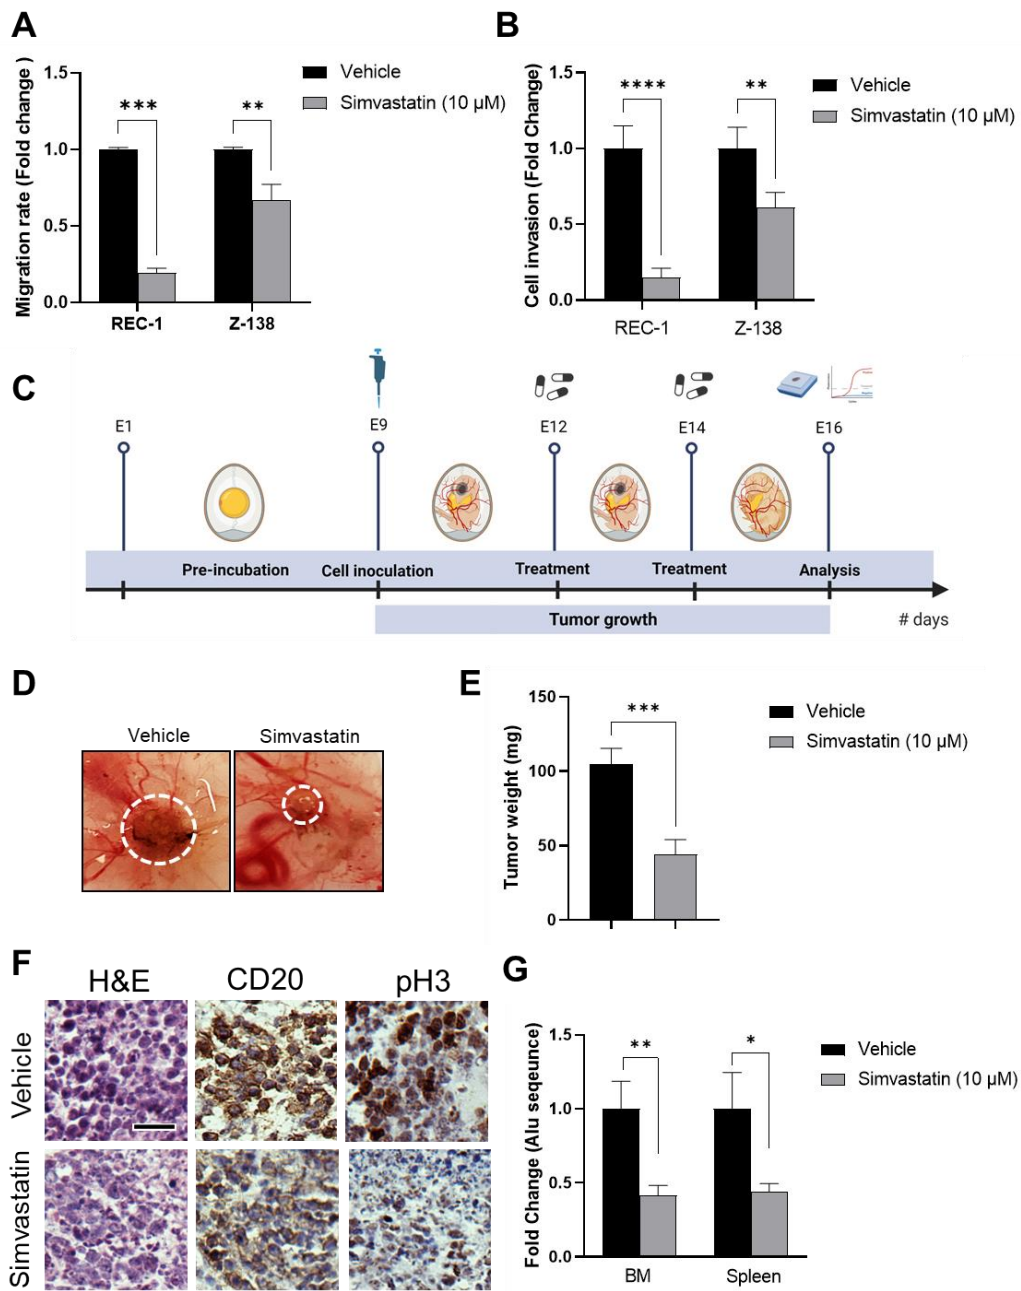 A
Migration rate (Fold change )
1.5
1.0
0.5
0.0
***
**
Vehicle
Simvastatin (10 µM)
REC-1
Z-138
B
Cell invasion (Fold Change)
1.5
1.0
0.5
0.0
****
**
Vehicle
Simvastatin (10 µM)
REC-1
Z-138
C
E1
E9
E12
E14
E16
Pre-incubation
Cell inoculation
Treatment
Treatment
Analysis
Tumor growth
# days
D
Vehicle
Simvastatin
E
Tumor weight (mg)
150
100
50
0
***
Vehicle
Simvastatin (10 µM)
F
H&E
CD20
pH3
Vehicle
Simvastatin
G
Fold Change (Alu seqeunce)
1.5
1.0
0.5
0.0
**
*
Vehicle
Simvastatin (10 µM)
BM
Spleen